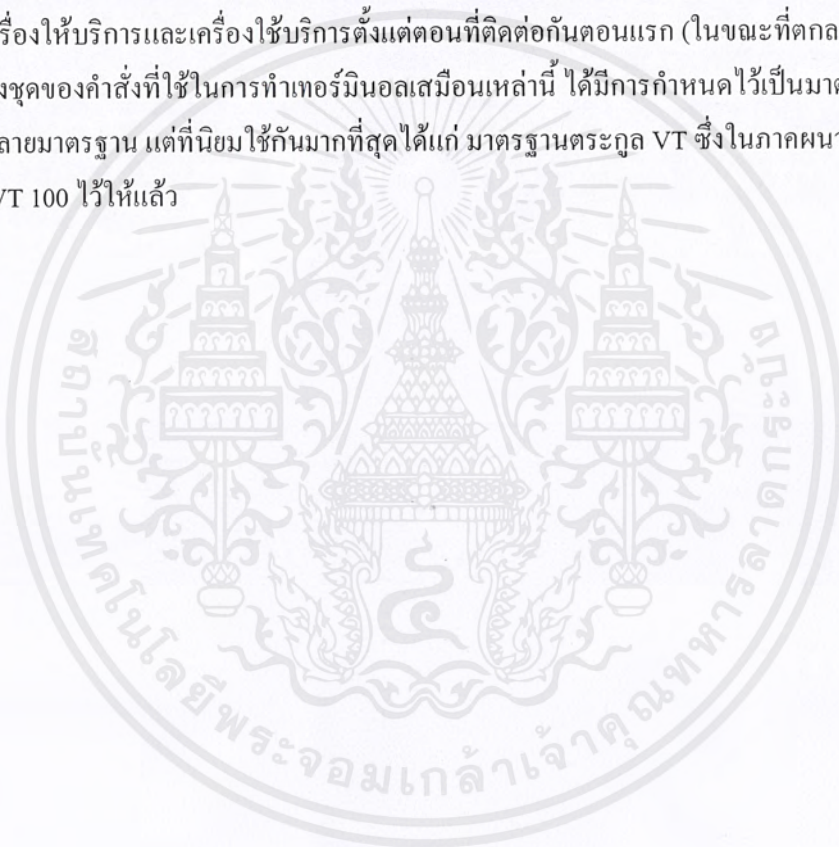 รื่องให้บริการและเครื่องใช้บริการตั้งแต่ตอนที่ติดต่อกันตอนแรก (ในขณะที่ตกล
งชุดของคำสั่งที่ใช้ในการทำเทอร์มินอลเสมือนเหล่านี้ ได้มีการกำหนดไว้เป็นมาต
ลายมาตรฐาน แต่ที่นิยมใช้กันมากที่สุดได้แก่ มาตรฐานตระกูล VT ซึ่งในภาคผนว
VT 100 ไว้ให้แล้ว
สถาบันเทคโนโลยีพระจอมเกล้าเจ้าคุณทหารลาดกระบัง